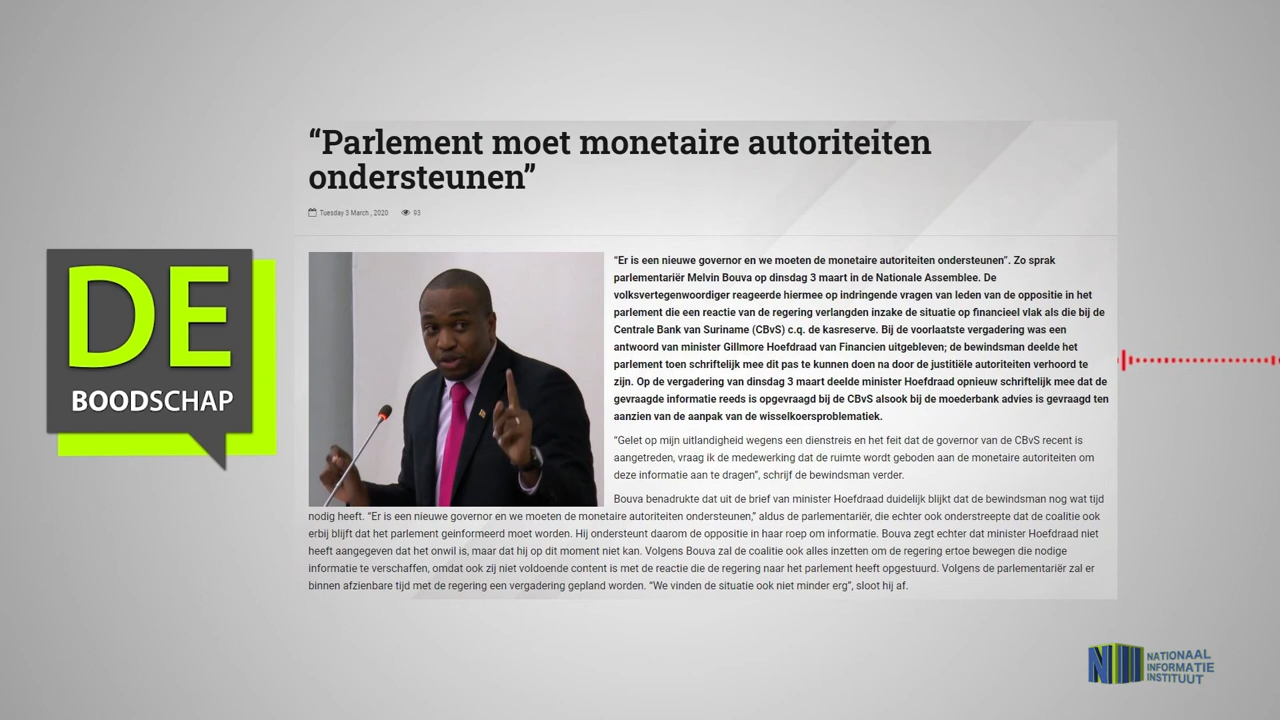 “Parlement moet monetaire autoriteiten
ondersteunen”
Tuesday 3 March , 2020 93
DE
BOODSCHAP
“Er is een nieuwe governor en we moeten de monetaire autoriteiten ondersteunen”. Zo sprak
parlementariër Melvin Bouva op dinsdag 3 maart in de Nationale Assemblee. De
volksvertegenwoordiger reageerde hiermee op indringende vragen van leden van de oppositie in het
parlement die een reactie van de regering verlangden inzake de situatie op financieel vlak als die bij de
Centrale Bank van Suriname (CBvS) c.q. de kasreserve. Bij de voorlaatste vergadering was een
antwoord van minister Gillmore Hoefdraad van Financien uitgebleven; de bewindsman deelde het
parlement toen schriftelijk mee dit pas te kunnen doen na door de justitiële autoriteiten verhoord te
zijn. Op de vergadering van dinsdag 3 maart deelde minister Hoefdraad opnieuw schriftelijk mee dat de
gevraagde informatie reeds is opgevraagd bij de CBvS alsook bij de moederbank advies is gevraagd ten
aanzien van de aanpak van de wisselkoersproblematiek.
“Gelet op mijn uitlandigheid wegens een dienstreis en het feit dat de governor van de CBvS recent is
aangetreden, vraag ik de medewerking dat de ruimte wordt geboden aan de monetaire autoriteiten om
deze informatie aan te dragen”, schrijf de bewindsman verder.
Bouva benadrukte dat uit de brief van minister Hoefdraad duidelijk blijkt dat de bewindsman nog wat tijd
nodig heeft. “Er is een nieuwe governor en we moeten de monetaire autoriteiten ondersteunen,” aldus de parlementariër, die echter ook onderstreepte dat de coalitie ook
erbij blijft dat het parlement geinformeerd moet worden. Hij ondersteunt daarom de oppositie in haar roep om informatie. Bouva zegt echter dat minister Hoefdraad niet
heeft aangegeven dat het onwil is, maar dat hij op dit moment niet kan. Volgens Bouva zal de coalitie ook alles inzetten om de regering ertoe bewegen die nodige
informatie te verschaffen, omdat ook zij niet voldoende content is met de reactie die de regering naar het parlement heeft opgestuurd. Volgens de parlementariër zal er
binnen afzienbare tijd met de regering een vergadering gepland worden. “We vinden de situatie ook niet minder erg”, sloot hij af.
NATIONAAL
INFORMATIE
INSTITUUT